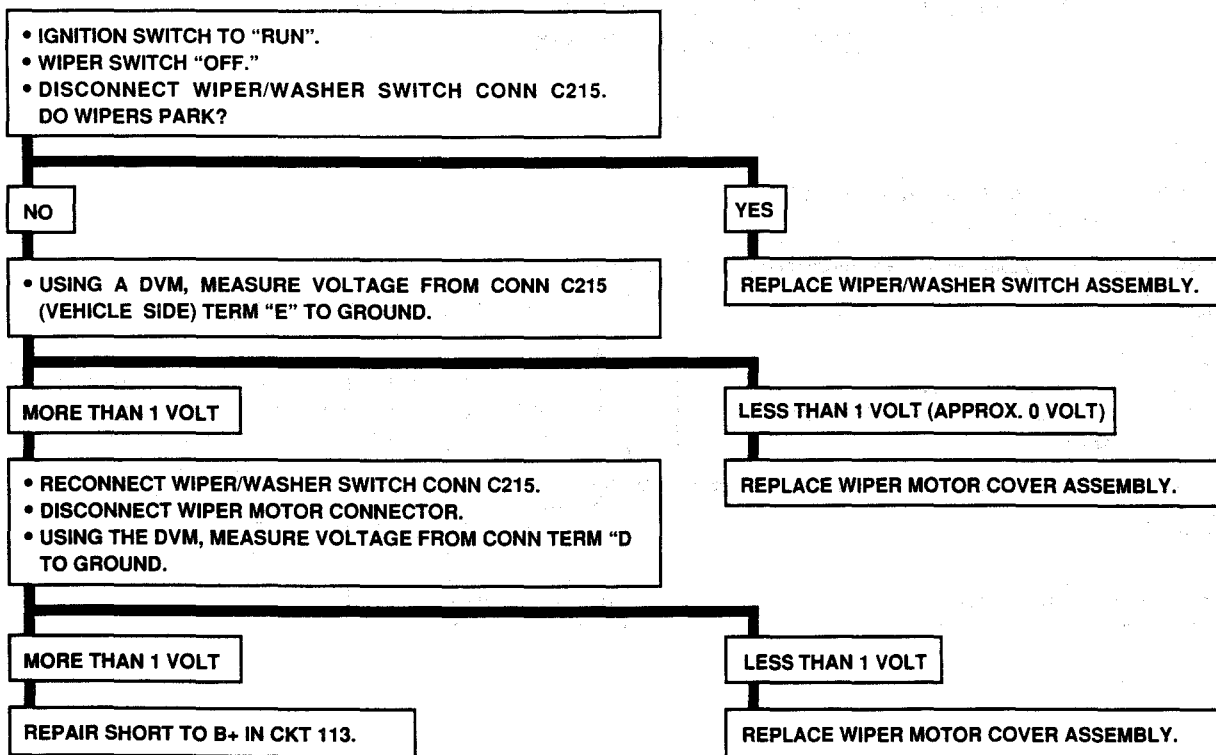 • IGNITION SWITCH TO “RUN”.
• WIPER SWITCH “OFF.”
• DISCONNECT WIPER/WASHER SWITCH CONN C215.
DO WIPERS PARK?
NO
YES
• USING A DVM, MEASURE VOLTAGE FROM CONN C215
(VEHICLE SIDE) TERM “E” TO GROUND.
REPLACE WIPER/WASHER SWITCH ASSEMBLY.
MORE THAN 1 VOLT
LESS THAN 1 VOLT (APPROX. 0 VOLT)
• RECONNECT WIPER/WASHER SWITCH CONN C215.
• DISCONNECT WIPER MOTOR CONNECTOR.
• USING THE DVM, MEASURE VOLTAGE FROM CONN TERM “D
TO GROUND.
REPLACE WIPER MOTOR COVER ASSEMBLY.
MORE THAN 1 VOLT
LESS THAN 1 VOLT
REPAIR SHORT TO B+ IN CKT 113.
REPLACE WIPER MOTOR COVER ASSEMBLY.